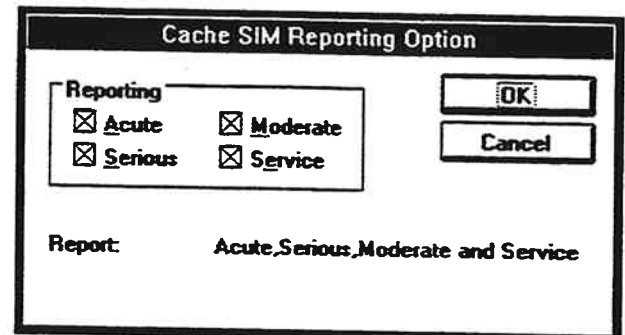 Cache SIM Reporting Option
Reporting
Acute
Moderate
Serious
Service
OK
Cancel
Report: Acute,Serious,Moderate and Service